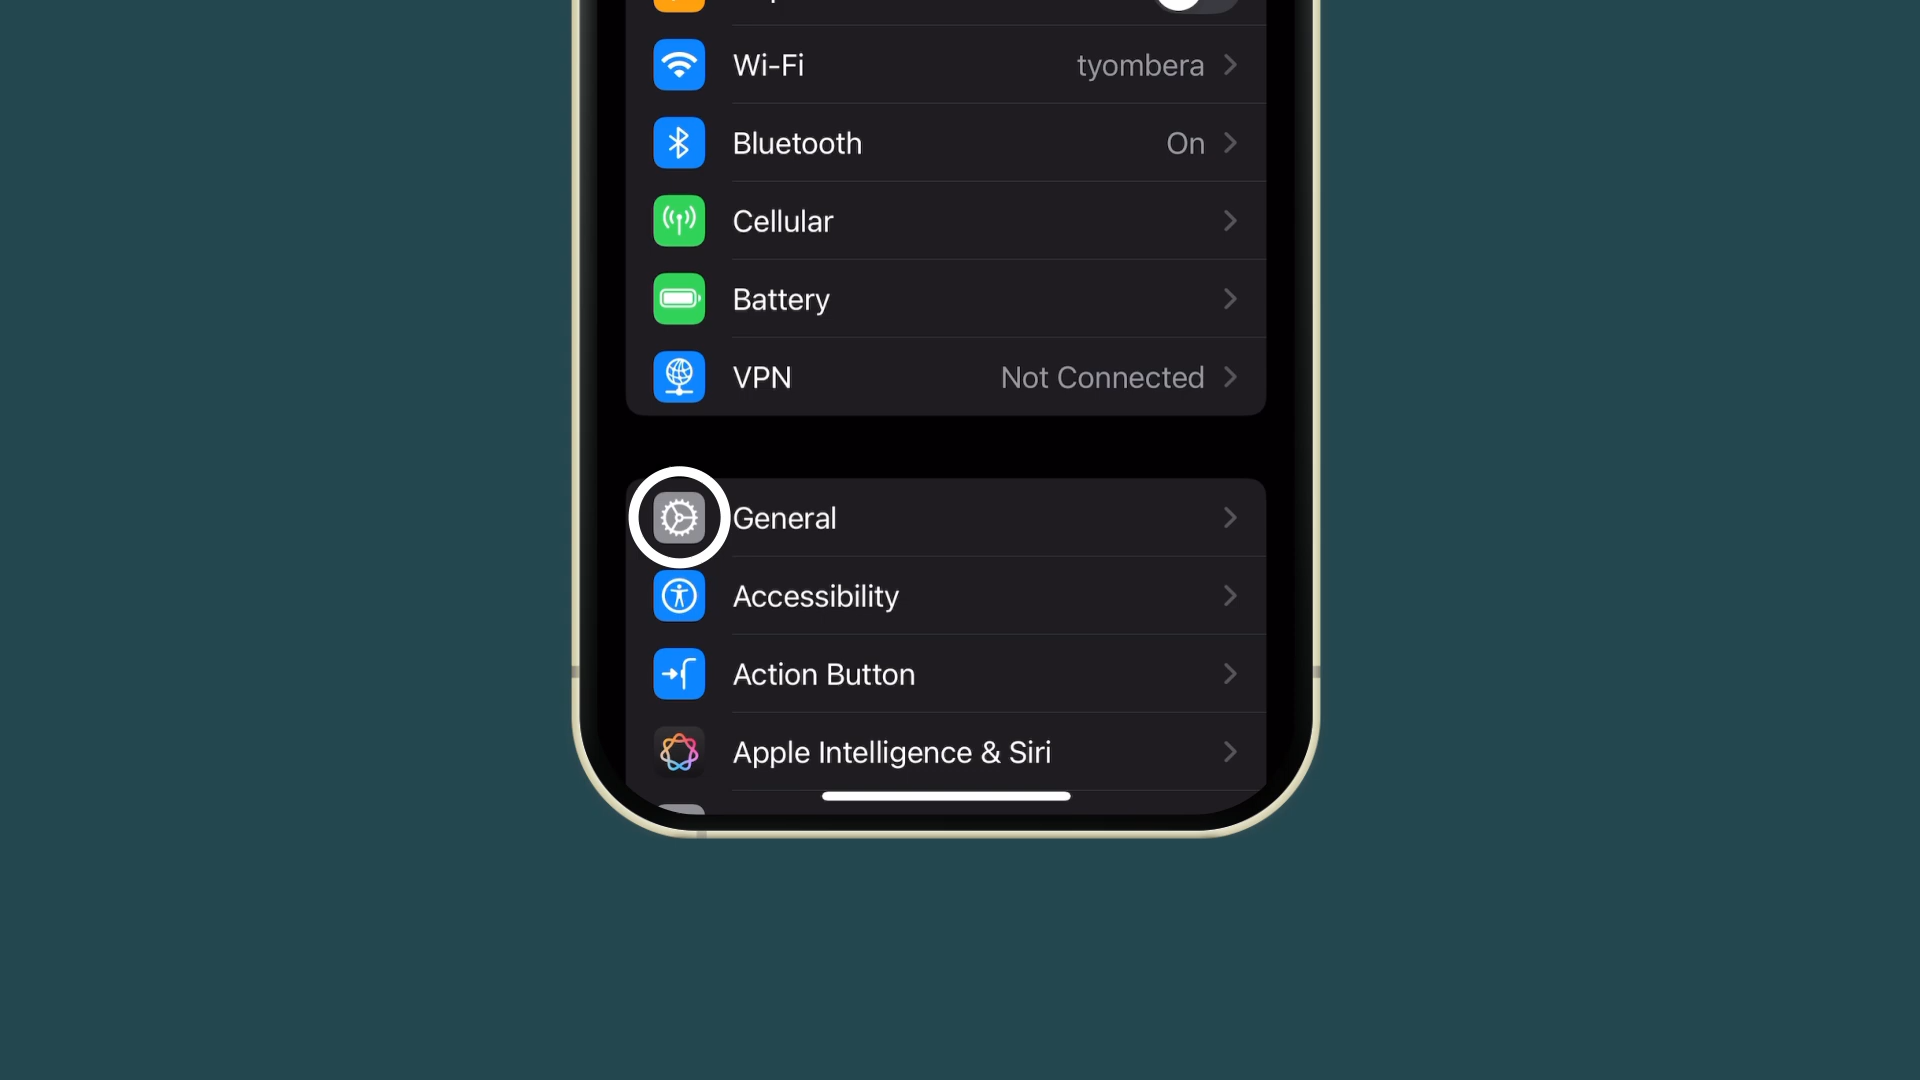 Wi-Fi tyombera
Bluetooth On
Cellular
Battery
VPN Not Connected
General
Accessibility
Action Button
Apple Intelligence & Siri